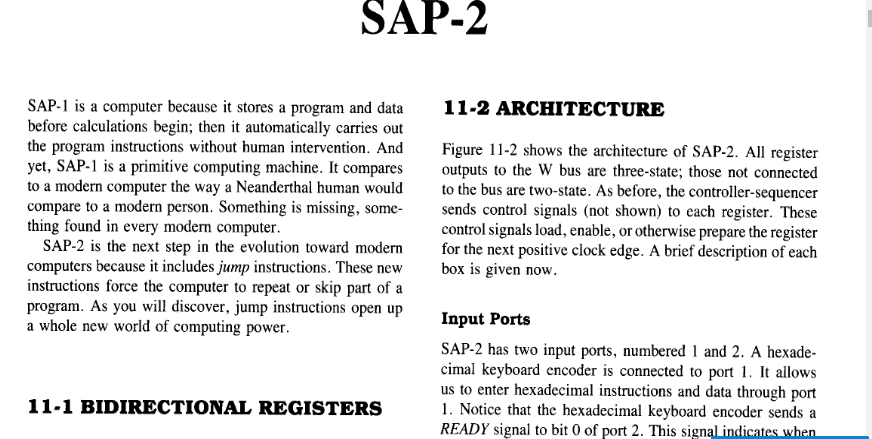 SAP-2
SAP-1 is a computer because it stores a program and data
before calculations begin; then it automatically carries out
the program instructions without human intervention. And
yet, SAP-1 is a primitive computing machine. It compares
to a modern computer the way a Neanderthal human would
compare to a modern person. Something is missing, some-
thing found in every modern computer.
SAP-2 is the next step in the evolution toward modern
computers because it includes jump instructions. These new
instructions force the computer to repeat or skip part of a
program. As you will discover, jump instructions open up
a whole new world of computing power.
11-1 BIDIRECTIONAL REGISTERS
11-2 ARCHITECTURE
Figure 11-2 shows the architecture of SAP-2. All register
outputs to the W bus are three-state; those not connected
to the bus are two-state. As before, the controller-sequencer
sends control signals (not shown) to each register. These
control signals load, enable, or otherwise prepare the register
for the next positive clock edge. A brief description of each
box is given now.
Input Ports
SAP-2 has two input ports, numbered 1 and 2. A hexade-
cimal keyboard encoder is connected to port 1. It allows
us to enter hexadecimal instructions and data through port
1. Notice that the hexadecimal keyboard encoder sends a
READY signal to bit 0 of port 2. This signal indicates when